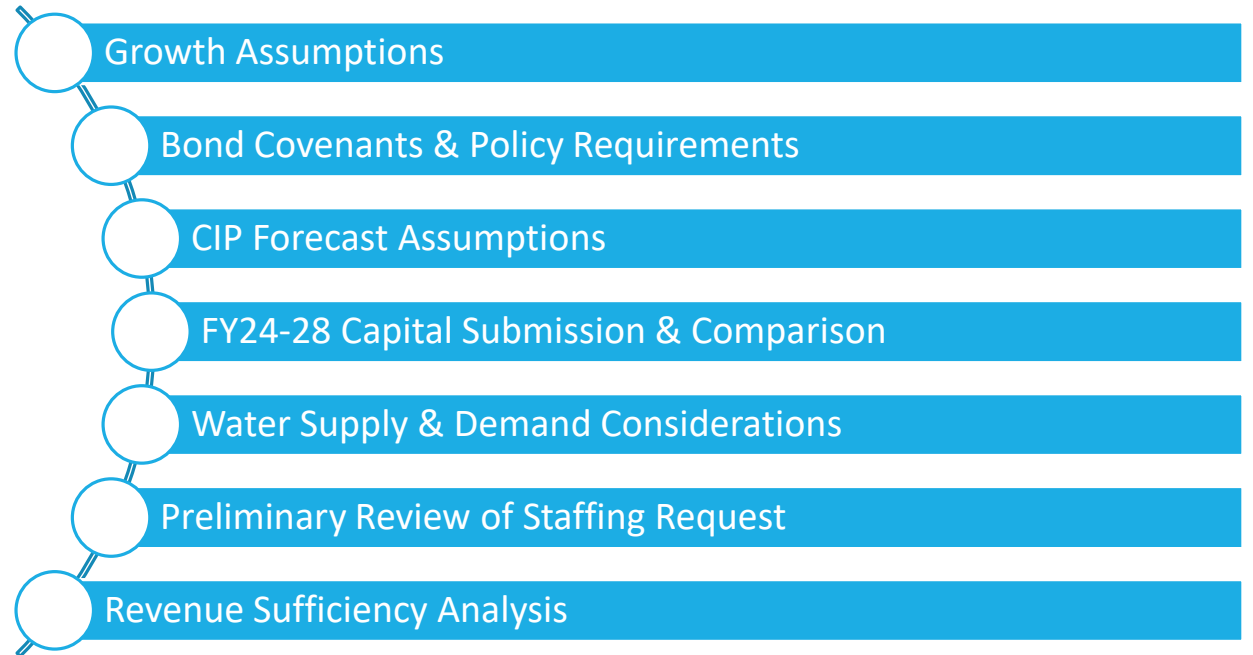 Growth Assumptions
Bond Covenants & Policy Requirements
CIP Forecast Assumptions
FY24-28 Capital Submission & Comparison
Water Supply & Demand Considerations
Preliminary Review of Staffing Request
Revenue Sufficiency Analysis